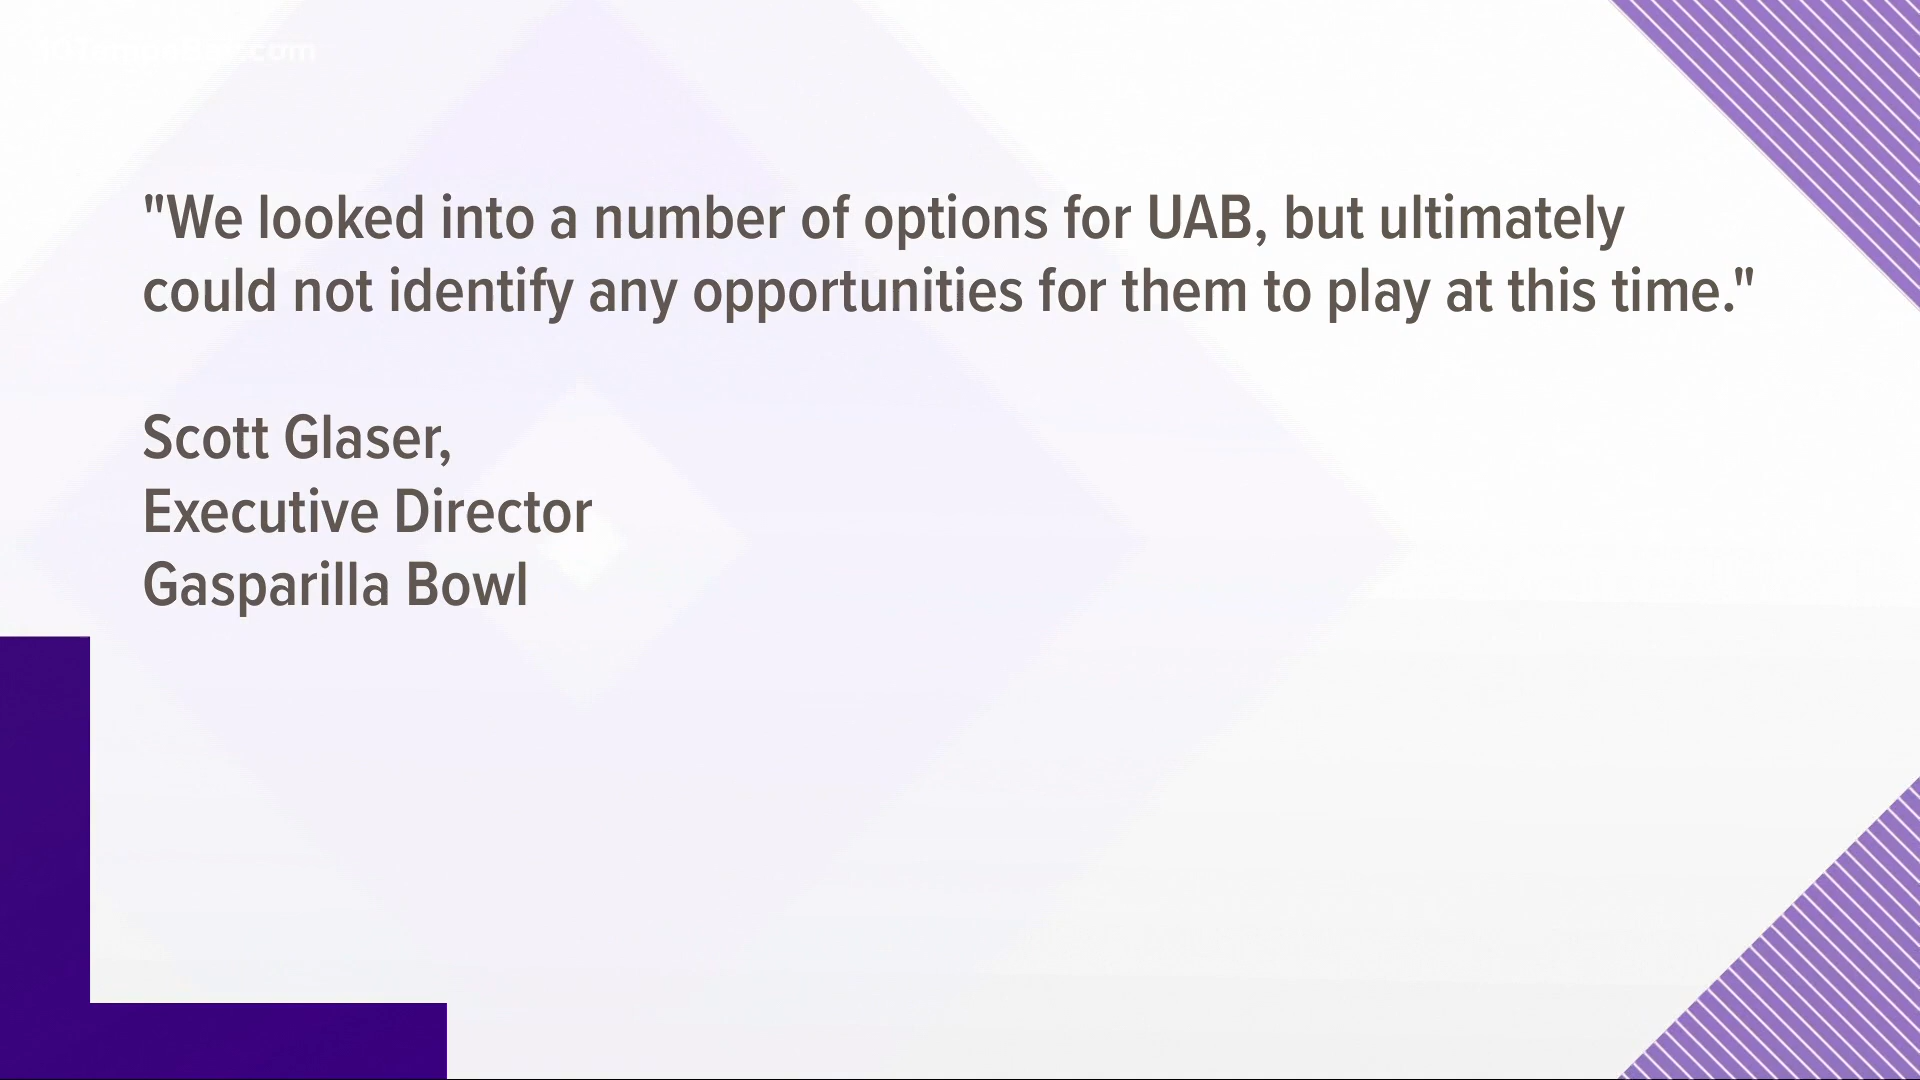 "We looked into a number of options for UAB, but ultimately
could not identify any opportunities for them to play at this time."
Scott Glaser,
Executive Director
Gasparilla Bowl